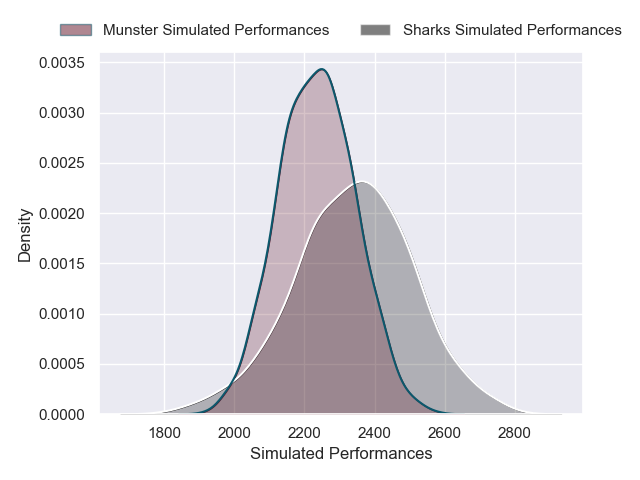 Munster Simulated Performances Sharks Simulated Performances
0.0035
0.0030
0.0025
0.0020
0.0015
0.0010
0.0005
0.0000
Density
1800 2000 2200 2400 2600 2800
Simulated Performances